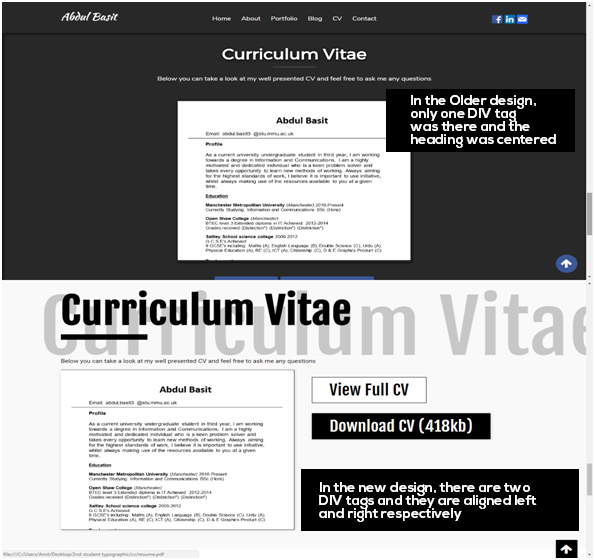 Abdul Basit
Home About Portfolio Blog CV Contact
Curriculum Vitae
Below you can take a look at my well presented CV and feel free to ask me any questions
In the Older design,
only one DIV tag
was there and the
heading was centered
Abdul Basit
Email: abdul.basit3 @stu.mmu.ac.uk
Profile
As a current university undergraduate student in third year, I am working
towards a degree in Information and Communications. I am a highly
motivated and dedicated individual who is a keen problem solver and
takes every opportunity to learn new methods of working. Always aiming
for the highest standards of work, I believe it is important to use initiative,
whilst also making use of the resources available to you at a given
time.
Education
Manchester Metropolitan University (Manchester) 2016-Present
Currently Studying: Information and Communications BSc (Hons)
Open Shaw College (Manchester)
BTEC level 3 Extended diploma in IT Achieved 2012-2014
Grades received (Distinction*) (Distinction*) (Distinction*)
Saltley School science college 2009-2012
G.C.S.E's Achieved
9 GCSE's including: Maths (A), English Language (B), Double Science (C), Urdu (A),
Physical Education (A), RE (C), ICT (A), Citizenship (C), D & E Graphics Product (C)
Curriculum Vitae
Curriculum Vitae
Below you can take a look at my well presented CV and feel free to ask me any questions
Abdul Basit
Email: abdul.basit3 @stu.mmu.ac.uk
Profile
As a current university undergraduate student in third year, I am working
towards a degree in Information and Communications. I am a highly
motivated and dedicated individual who is a keen problem solver and
takes every opportunity to learn new methods of working. Always aiming
for the highest standards of work, I believe it is important to use initiative,
whilst also making use of the resources available to you at a given
time.
Education
Manchester Metropolitan University (Manchester) 2016-Present
Currently Studying: Information and Communications BSc (Hons)
Open Shaw College (Manchester)
BTEC level 3 Extended diploma in IT Achieved 2012-2014
Grades received (Distinction*) (Distinction*) (Distinction*)
Saltley School science college 2009-2012
G.C.S.E's Achieved
9 GCSE's including: Maths (A), English Language (B), Double Science (C), Urdu (A),
Physical Education (A), RE (C), ICT (A), Citizenship (C), D & E Graphics Product (C)
View Full CV
Download CV (418kb)
In the new design, there are two
DIV tags and they are aligned left
and right respectively
file:///C:/Users/Amit/Desktop/2nd student typographic/cv/resume.pdf